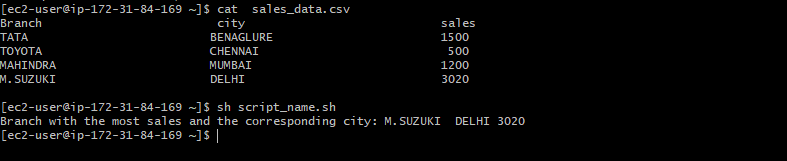 [ec2-user@ip-172-31-84-169 ~]$ cat  sales_data.csv
Branch                        city                            sales
TATA                         BENAGLURE                        1500
TOYOTA                       CHENNAI                           500
MAHINDRA                     MUMBAI                           1200
M.SUZUKI                     DELHI                            3020
[ec2-user@ip-172-31-84-169 ~]$ sh script_name.sh
Branch with the most sales and the corresponding city: M.SUZUKI  DELHI 3020
[ec2-user@ip-172-31-84-169 ~]$